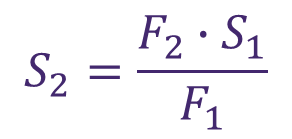 S₂ = F₂ · S₁ / F₁